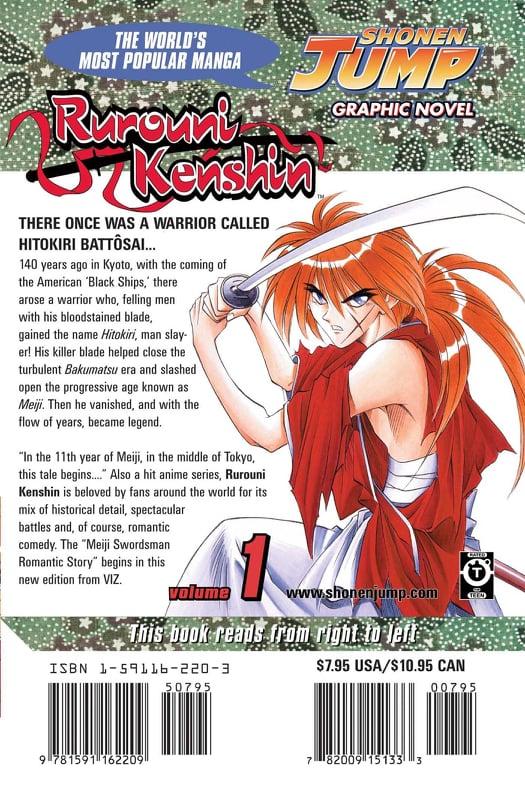 THE WORLD'S
MOST POPULAR MANGA
SHONEN
JUMP
GRAPHIC NOVEL
Rurouni
Kenshin™
THERE ONCE WAS A WARRIOR CALLED
HITOKIRI BATTÔSAI...
140 years ago in Kyoto, with the coming of
the American 'Black Ships,' there
arose a warrior who, felling men
with his bloodstained blade,
gained the name Hitokiri, man slay-
er! His killer blade helped close the
turbulent Bakumatsu era and slashed
open the progressive age known as
Meiji. Then he vanished, and with the
flow of years, became legend.
"In the 11th year of Meiji, in the middle of Tokyo,
this tale begins...." Also a hit anime series, Rurouni
Kenshin is beloved by fans around the world for its
mix of historical detail, spectacular
battles and, of course, romantic
comedy. The "Meiji Swordsman
Romantic Story" begins in this
new edition from VIZ.
volume 1
www.shonenjump.com
RATED
T
TEEN
This book reads from right to left
ISBN 1-59116-220-3
$7.95 USA/$10.95 CAN
50795
00795
9 781591 162209
7 82009 15133 3